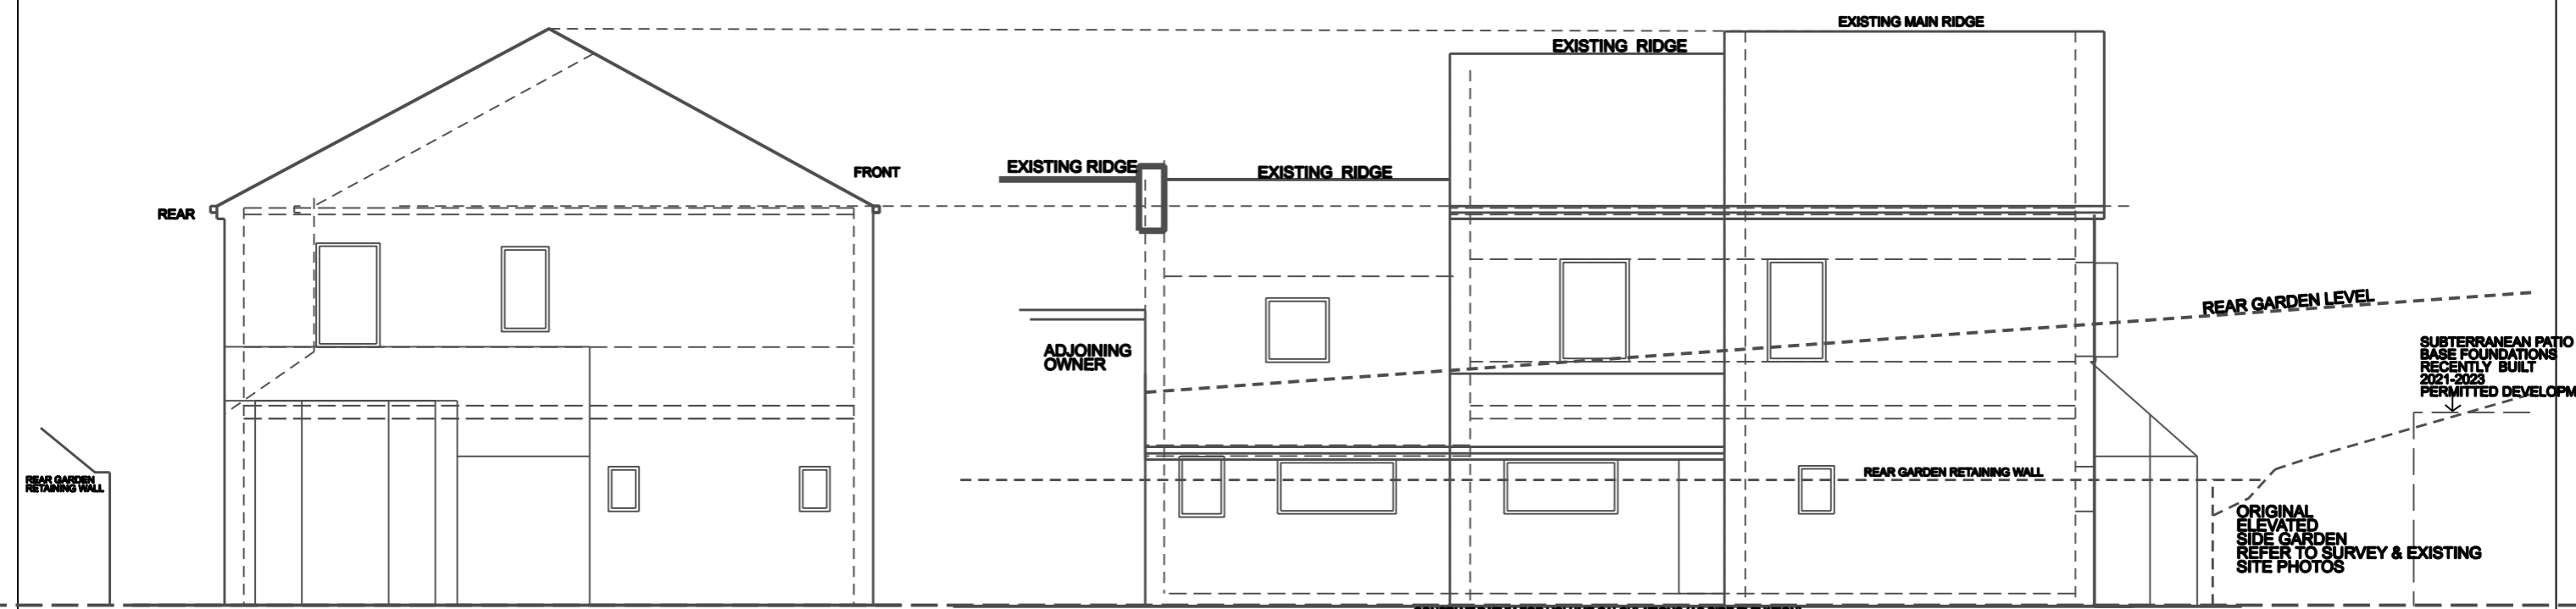 EXISTING MAIN RIDGE
EXISTING RIDGE
EXISTING RIDGE
EXISTING RIDGE
FRONT
REAR
REAR GARDEN LEVEL
ADJOINING
OWNER
SUBTERRANEAN PATIO
BASE FOUNDATIONS
RECENTLY BUILT
2021-2023
PERMITTED DEVELOPM
REAR GARDEN RETAINING WALL
REAR GARDEN
RETAINING WALL
ORIGINAL
ELEVATED
SIDE GARDEN
REFER TO SURVEY & EXISTING
SITE PHOTOS